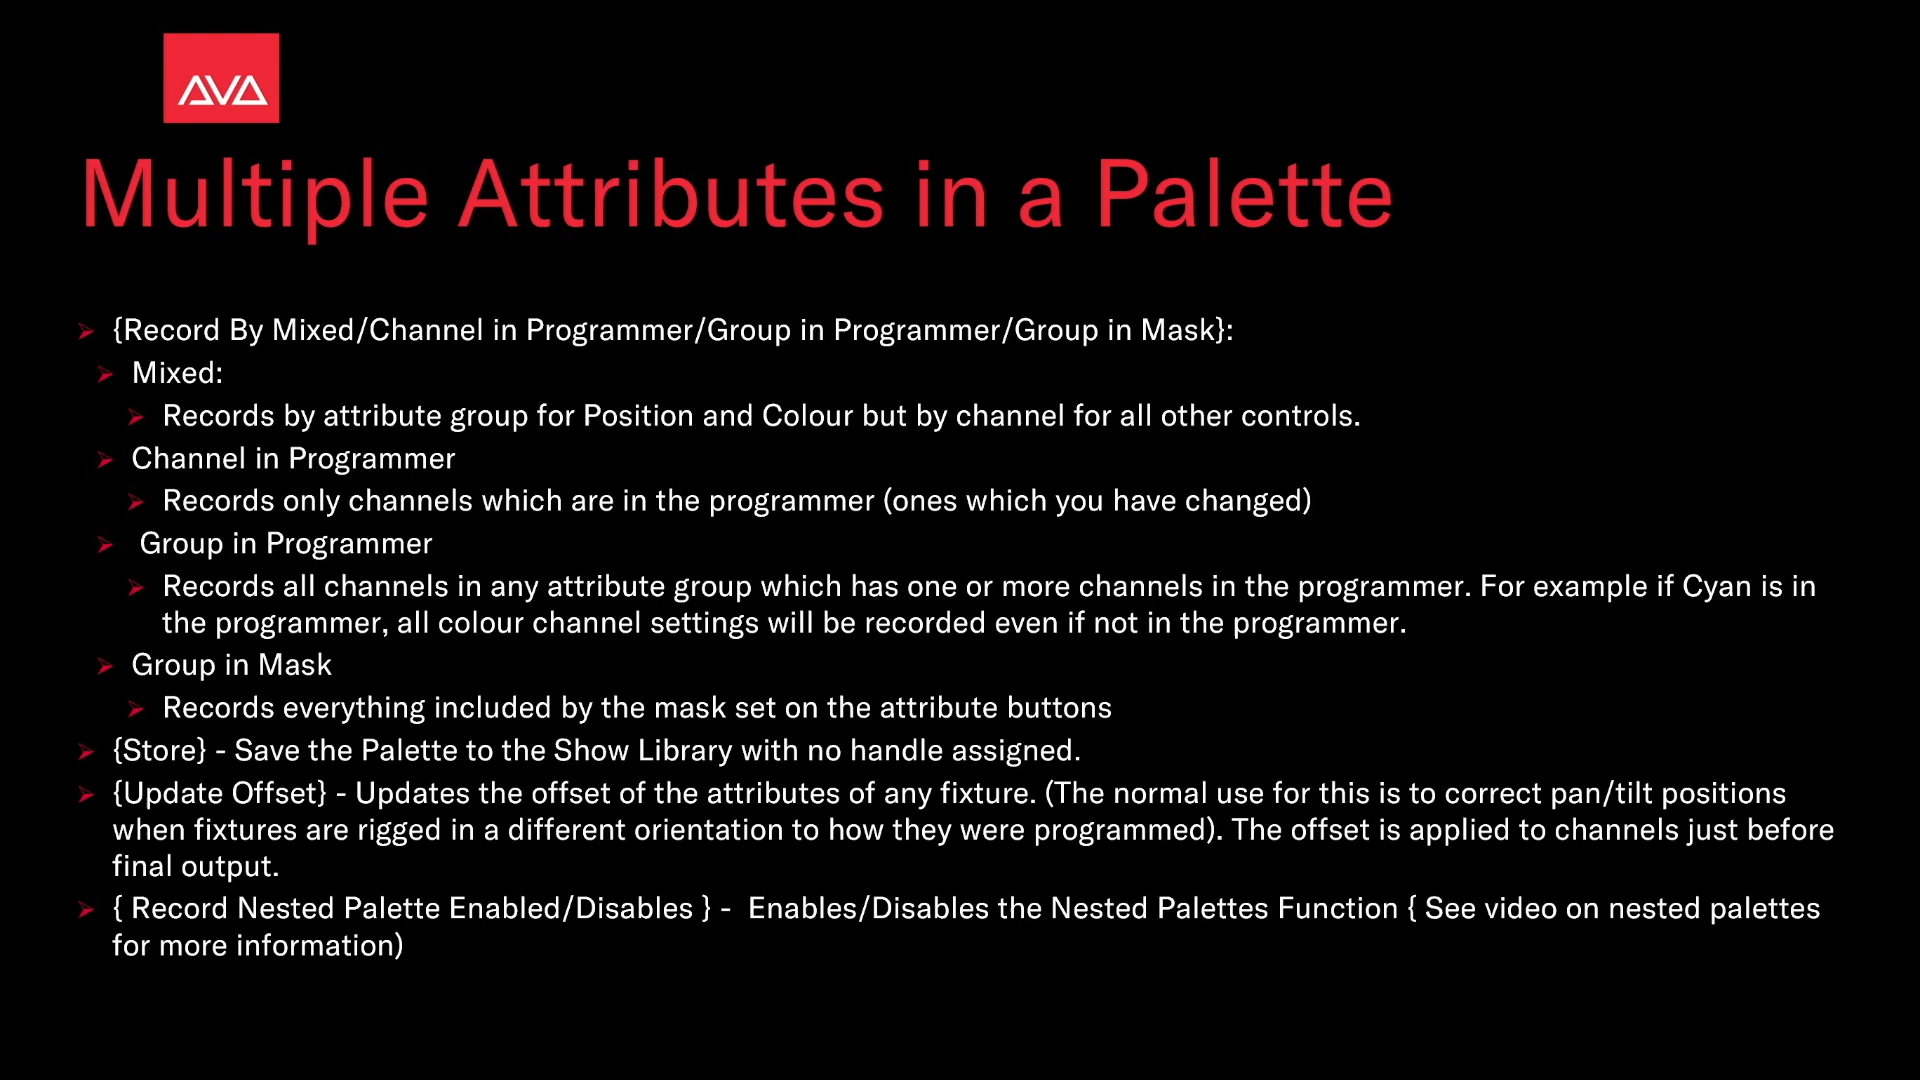 AVA
Multiple Attributes in a Palette
{Record By Mixed/Channel in Programmer/Group in Programmer/Group in Mask}:
Mixed:
Records by attribute group for Position and Colour but by channel for all other controls.
Channel in Programmer
Records only channels which are in the programmer (ones which you have changed)
Group in Programmer
Records all channels in any attribute group which has one or more channels in the programmer. For example if Cyan is in
the programmer, all colour channel settings will be recorded even if not in the programmer.
Group in Mask
Records everything included by the mask set on the attribute buttons
{Store} - Save the Palette to the Show Library with no handle assigned.
{Update Offset} - Updates the offset of the attributes of any fixture. (The normal use for this is to correct pan/tilt positions
when fixtures are rigged in a different orientation to how they were programmed). The offset is applied to channels just before
final output.
{ Record Nested Palette Enabled/Disables } - Enables/Disables the Nested Palettes Function { See video on nested palettes
for more information)